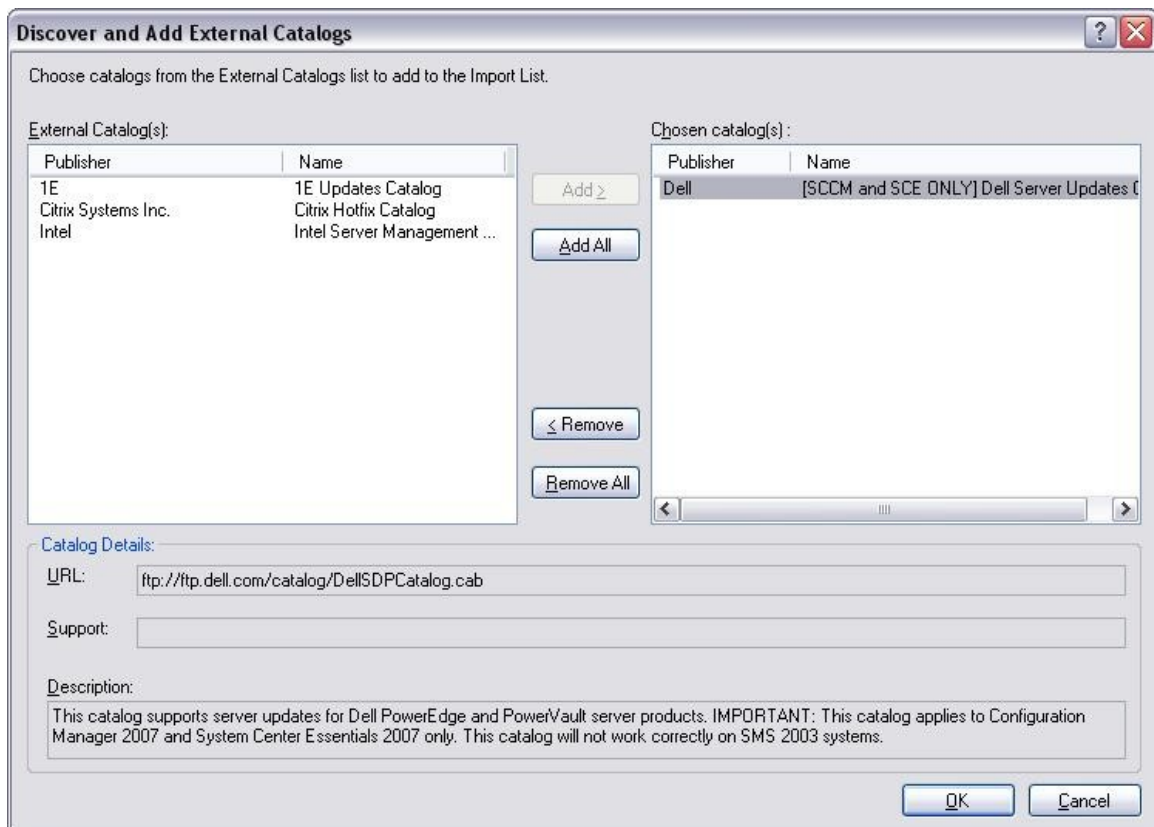 Discover and Add External Catalogs
Choose catalogs from the External Catalogs list to add to the Import List.
External Catalog(s):
Publisher Name
1E 1E Updates Catalog
Citrix Systems Inc. Citrix Hotfix Catalog
Intel Intel Server Management ...
Add >
Add All
< Remove
Remove All
Chosen catalog(s) :
Publisher Name
Dell [SCCM and SCE ONLY] Dell Server Updates
Catalog Details:
URL: ftp://ftp.dell.com/catalog/DellSDPCatalog.cab
Support:
Description:
This catalog supports server updates for Dell PowerEdge and PowerVault server products. IMPORTANT: This catalog applies to Configuration
Manager 2007 and System Center Essentials 2007 only. This catalog will not work correctly on SMS 2003 systems.
OK Cancel